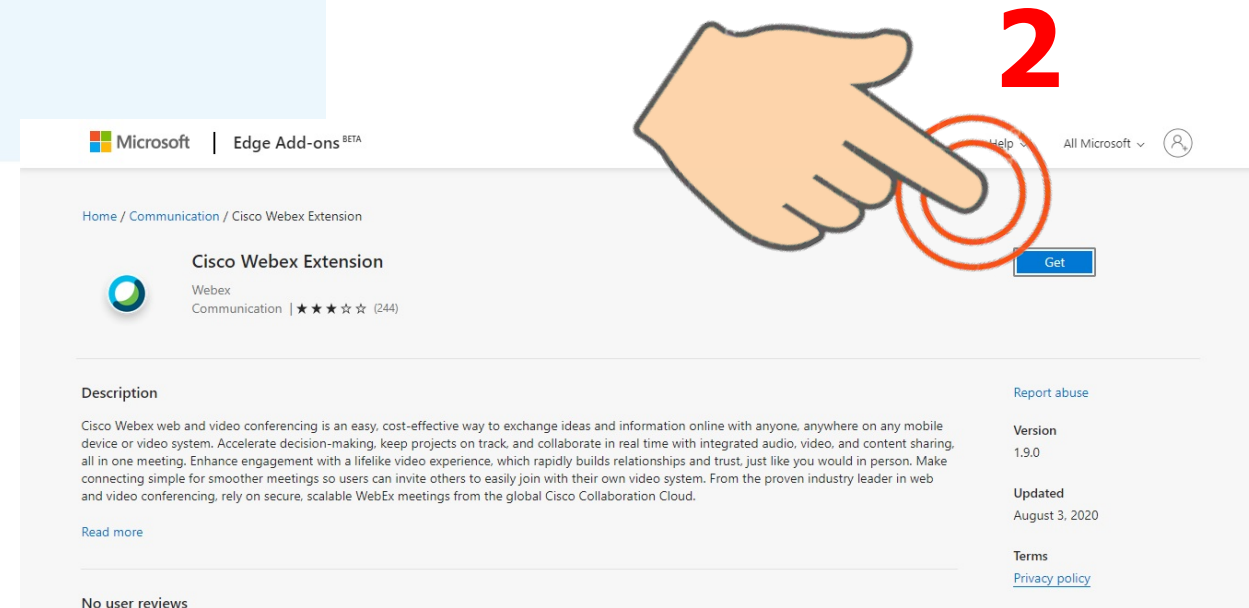 2
Microsoft | Edge Add-ons BETA
Help
All Microsoft
Home / Communication / Cisco Webex Extension
Cisco Webex Extension
Webex
Communication | ★ ★ ★ ☆ ☆ (244)
Get
Description
Cisco Webex web and video conferencing is an easy, cost-effective way to exchange ideas and information online with anyone, anywhere on any mobile
device or video system. Accelerate decision-making, keep projects on track, and collaborate in real time with integrated audio, video, and content sharing,
all in one meeting. Enhance engagement with a lifelike video experience, which rapidly builds relationships and trust, just like you would in person. Make
connecting simple for smoother meetings so users can invite others to easily join with their own video system. From the proven industry leader in web
and video conferencing, rely on secure, scalable WebEx meetings from the global Cisco Collaboration Cloud.
Read more
No user reviews
Report abuse
Version
1.9.0
Updated
August 3, 2020
Terms
Privacy policy